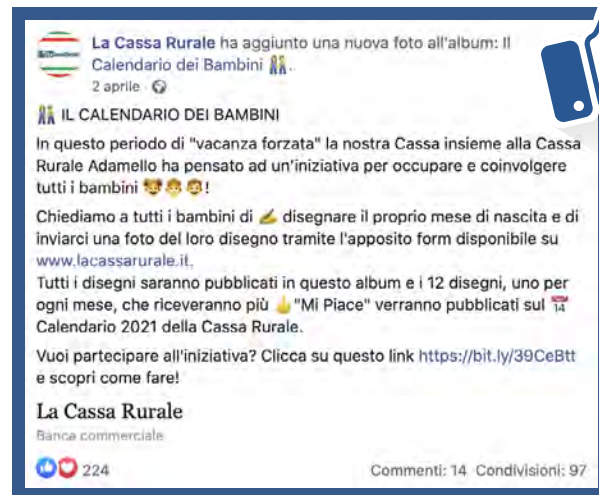 La Cassa Rurale ha aggiunto una nuova foto all'album: Il
Calendario dei Bambini 👫.
2 aprile ·
👫 IL CALENDARIO DEI BAMBINI
In questo periodo di "vacanza forzata" la nostra Cassa insieme alla Cassa
Rurale Adamello ha pensato ad un'iniziativa per occupare e coinvolgere
tutti i bambini 👧👶🧒!
Chiediamo a tutti i bambini di ✍️ disegnare il proprio mese di nascita e di
inviarci una foto del loro disegno tramite l'apposito form disponibile su
www.lacassarurale.it.
Tutti i disegni saranno pubblicati in questo album e i 12 disegni, uno per
ogni mese, che riceveranno più 👍"Mi Piace" verranno pubblicati sul 📅
Calendario 2021 della Cassa Rurale.
Vuoi partecipare all'iniziativa? Clicca su questo link https://bit.ly/39CeBtt
e scopri come fare!
La Cassa Rurale
Banca commerciale
224 Commenti: 14 Condivisioni: 97